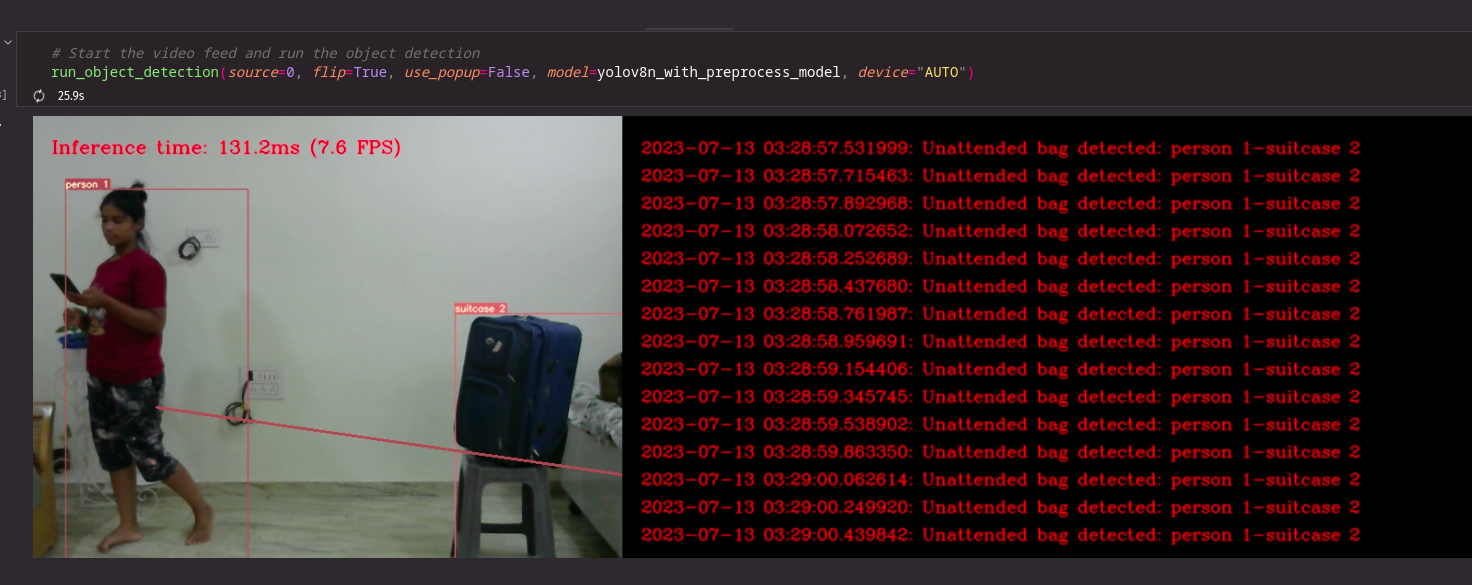 # Start the video feed and run the object detection
run_object_detection(source=0, flip=True, use_popup=False, model=yolov8n_with_preprocess_model, device="AUTO")
25.9s
Inference time: 131.2ms (7.6 FPS)
person 1
suitcase 2
2023-07-13 03:28:57.531999: Unattended bag detected: person 1-suitcase 2
2023-07-13 03:28:57.715463: Unattended bag detected: person 1-suitcase 2
2023-07-13 03:28:57.892968: Unattended bag detected: person 1-suitcase 2
2023-07-13 03:28:58.072652: Unattended bag detected: person 1-suitcase 2
2023-07-13 03:28:58.252689: Unattended bag detected: person 1-suitcase 2
2023-07-13 03:28:58.437680: Unattended bag detected: person 1-suitcase 2
2023-07-13 03:28:58.761987: Unattended bag detected: person 1-suitcase 2
2023-07-13 03:28:58.959691: Unattended bag detected: person 1-suitcase 2
2023-07-13 03:28:59.154406: Unattended bag detected: person 1-suitcase 2
2023-07-13 03:28:59.345745: Unattended bag detected: person 1-suitcase 2
2023-07-13 03:28:59.538902: Unattended bag detected: person 1-suitcase 2
2023-07-13 03:28:59.863350: Unattended bag detected: person 1-suitcase 2
2023-07-13 03:29:00.062614: Unattended bag detected: person 1-suitcase 2
2023-07-13 03:29:00.249920: Unattended bag detected: person 1-suitcase 2
2023-07-13 03:29:00.439842: Unattended bag detected: person 1-suitcase 2